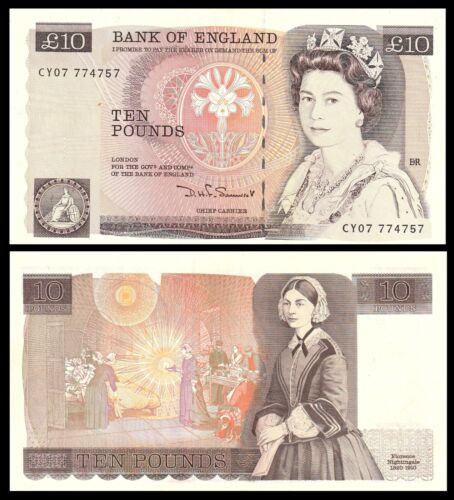 £10
BANK OF ENGLAND
£10
I PROMISE TO PAY THE BEARER ON DEMAND THE SUM OF
CY07 774757
TEN
POUNDS
LONDON
FOR THE GOVR AND COMPA
OF THE BANK OF ENGLAND
CHIEF CASHIER
EIIR
CY07 774757
10
POUNDS
10
POUNDS
TEN POUNDS
Florence
Nightingale
1820-1910